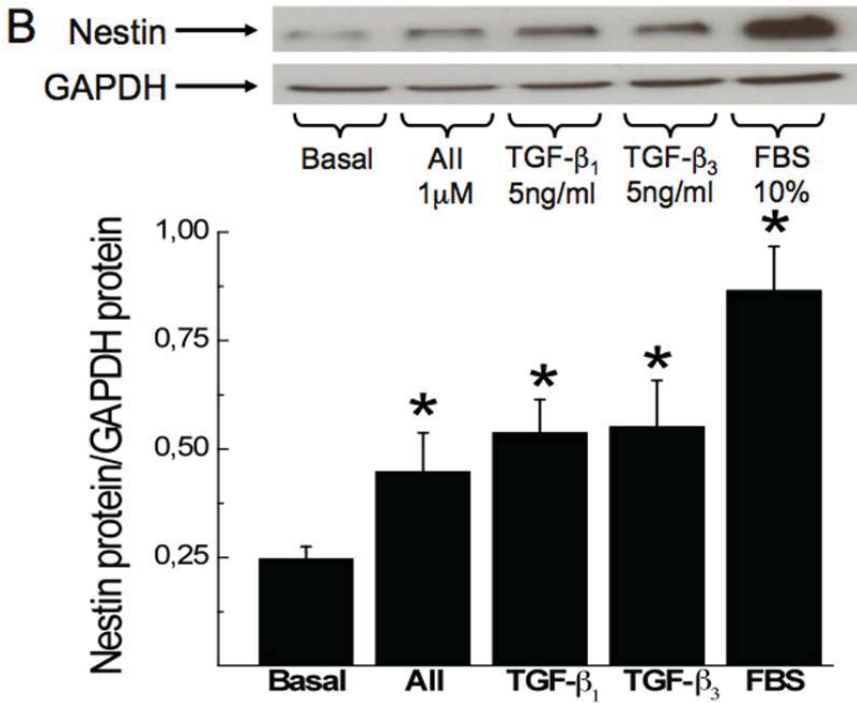 B
Nestin
GAPDH
Basal AII TGF-β₁ TGF-β₃ FBS
1μM 5ng/ml 5ng/ml 10%
Nestin protein/GAPDH protein
1,00
0,75
0,50
0,25
* * * *
Basal AII TGF-β₁ TGF-β₃ FBS